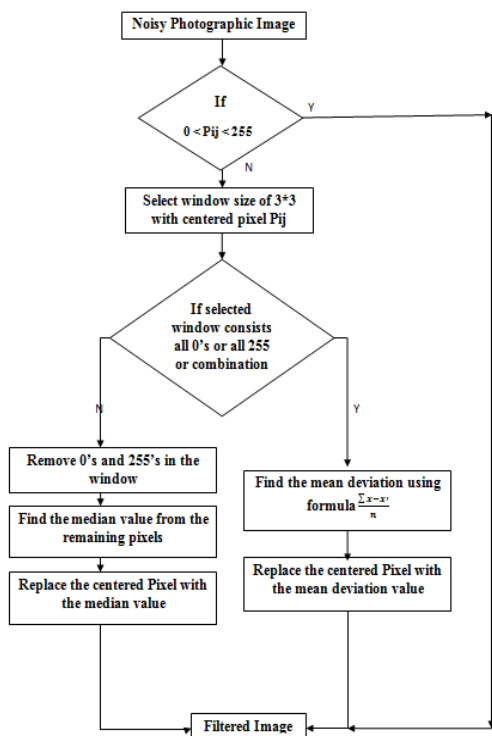 Noisy Photographic Image
If
0 < Pij < 255
Y
N
Select window size of 3*3
with centered pixel Pij
If selected
window consists
all 0's or all 255
or combination
N
Y
Remove 0's and 255's in the
window
Find the median value from the
remaining pixels
Replace the centered Pixel with
the median value
Find the mean deviation using
formula ∑x−x′/n
Replace the centered Pixel with
the mean deviation value
Filtered Image